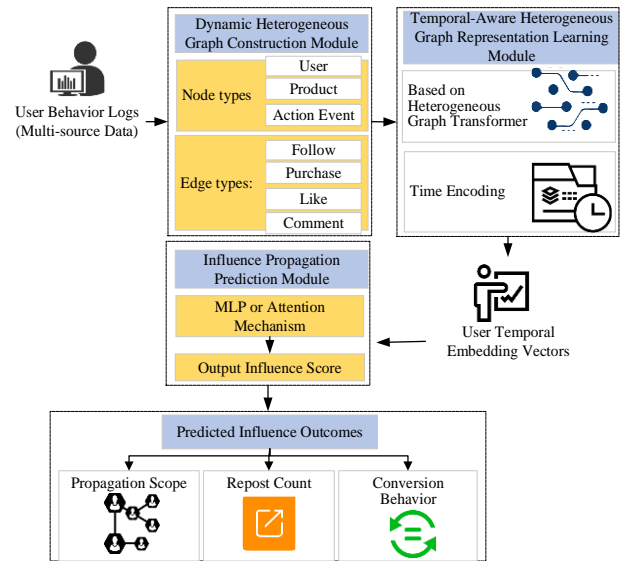 User Behavior Logs
(Multi-source Data)
Dynamic Heterogeneous
Graph Construction Module
Node types
User
Product
Action Event
Edge types:
Follow
Purchase
Like
Comment
Temporal-Aware Heterogeneous
Graph Representation Learning
Module
Based on
Heterogeneous
Graph Transformer
Time Encoding
User Temporal
Embedding Vectors
Influence Propagation
Prediction Module
MLP or Attention
Mechanism
Output Influence Score
Predicted Influence Outcomes
Propagation Scope
Repost Count
Conversion
Behavior